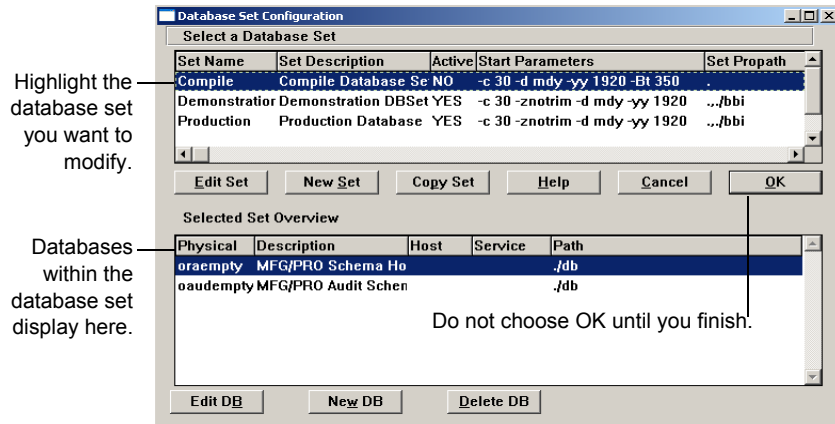 Database Set Configuration
Select a Database Set
Set Name Set Description Active Start Parameters Set Propath
Compile Compile Database Se NO -c 30 -d mdy -yy 1920 -Bt 350 .
Demonstration Demonstration DBSet YES -c 30 -znotrim -d mdy -yy 1920 .,./bbi
Production Production Database YES -c 30 -znotrim -d mdy -yy 1920 .,./bbi
Highlight the
database set
you want to
modify.
Edit Set New Set Copy Set Help Cancel OK
Selected Set Overview
Physical Description Host Service Path
oraempty MFG/PRO Schema Ho ./db
oaudempty MFG/PRO Audit Schen ./db
Databases
within the
database set
display here.
Do not choose OK until you finish.
Edit DB New DB Delete DB